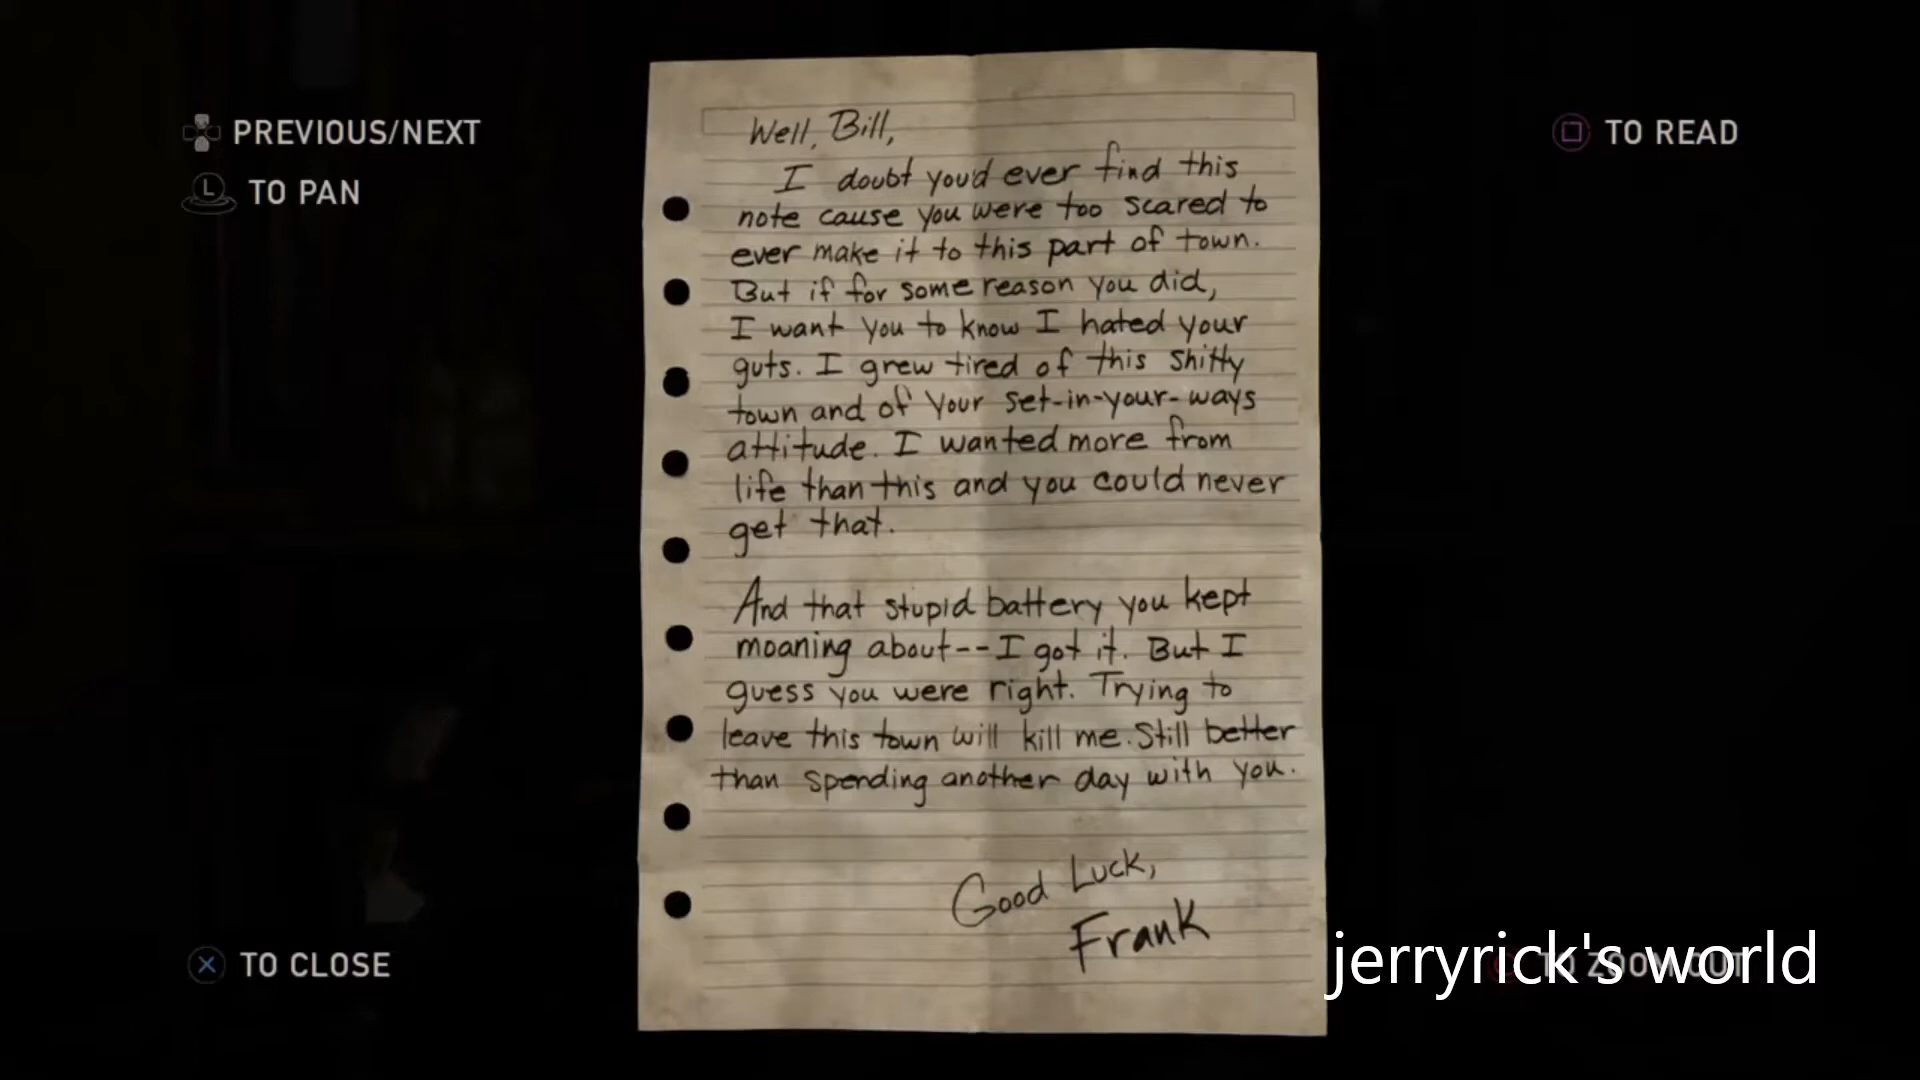 PREVIOUS/NEXT
L TO PAN
TO READ
Well, Bill,
I doubt you'd ever find this
note cause you were too scared to
ever make it to this part of town.
But if for some reason you did,
I want you to know I hated your
guts. I grew tired of this shitty
town and of your set-in-your-ways
attitude. I wanted more from
life than this and you could never
get that.
And that stupid battery you kept
moaning about--I got it. But I
guess you were right. Trying to
leave this town will kill me. Still better
than spending another day with you.
Good Luck,
Frank
TO CLOSE
TO ZOOM OUT
jerryrick's world